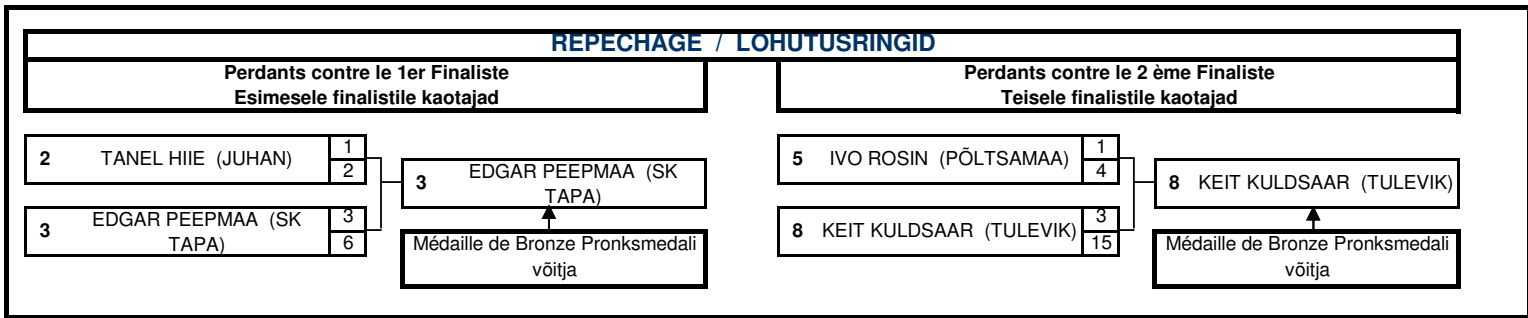 REPECHAGE / LOHUTUSRINGID
Perdants contre le 1er Finaliste
Esimesele finalistile kaotajad
2 TANEL HIIE (JUHAN) 1
2
3 EDGAR PEEPMAA (SK
TAPA) 3
6
3 EDGAR PEEPMAA (SK
TAPA)
Médaille de Bronze Pronksmedali
võitja
Perdants contre le 2 ème Finaliste
Teisele finalistile kaotajad
5 IVO ROSIN (PÕLTSAMAA) 1
4
8 KEIT KULDSAAR (TULEVIK) 3
15
8 KEIT KULDSAAR (TULEVIK)
Médaille de Bronze Pronksmedali
võitja